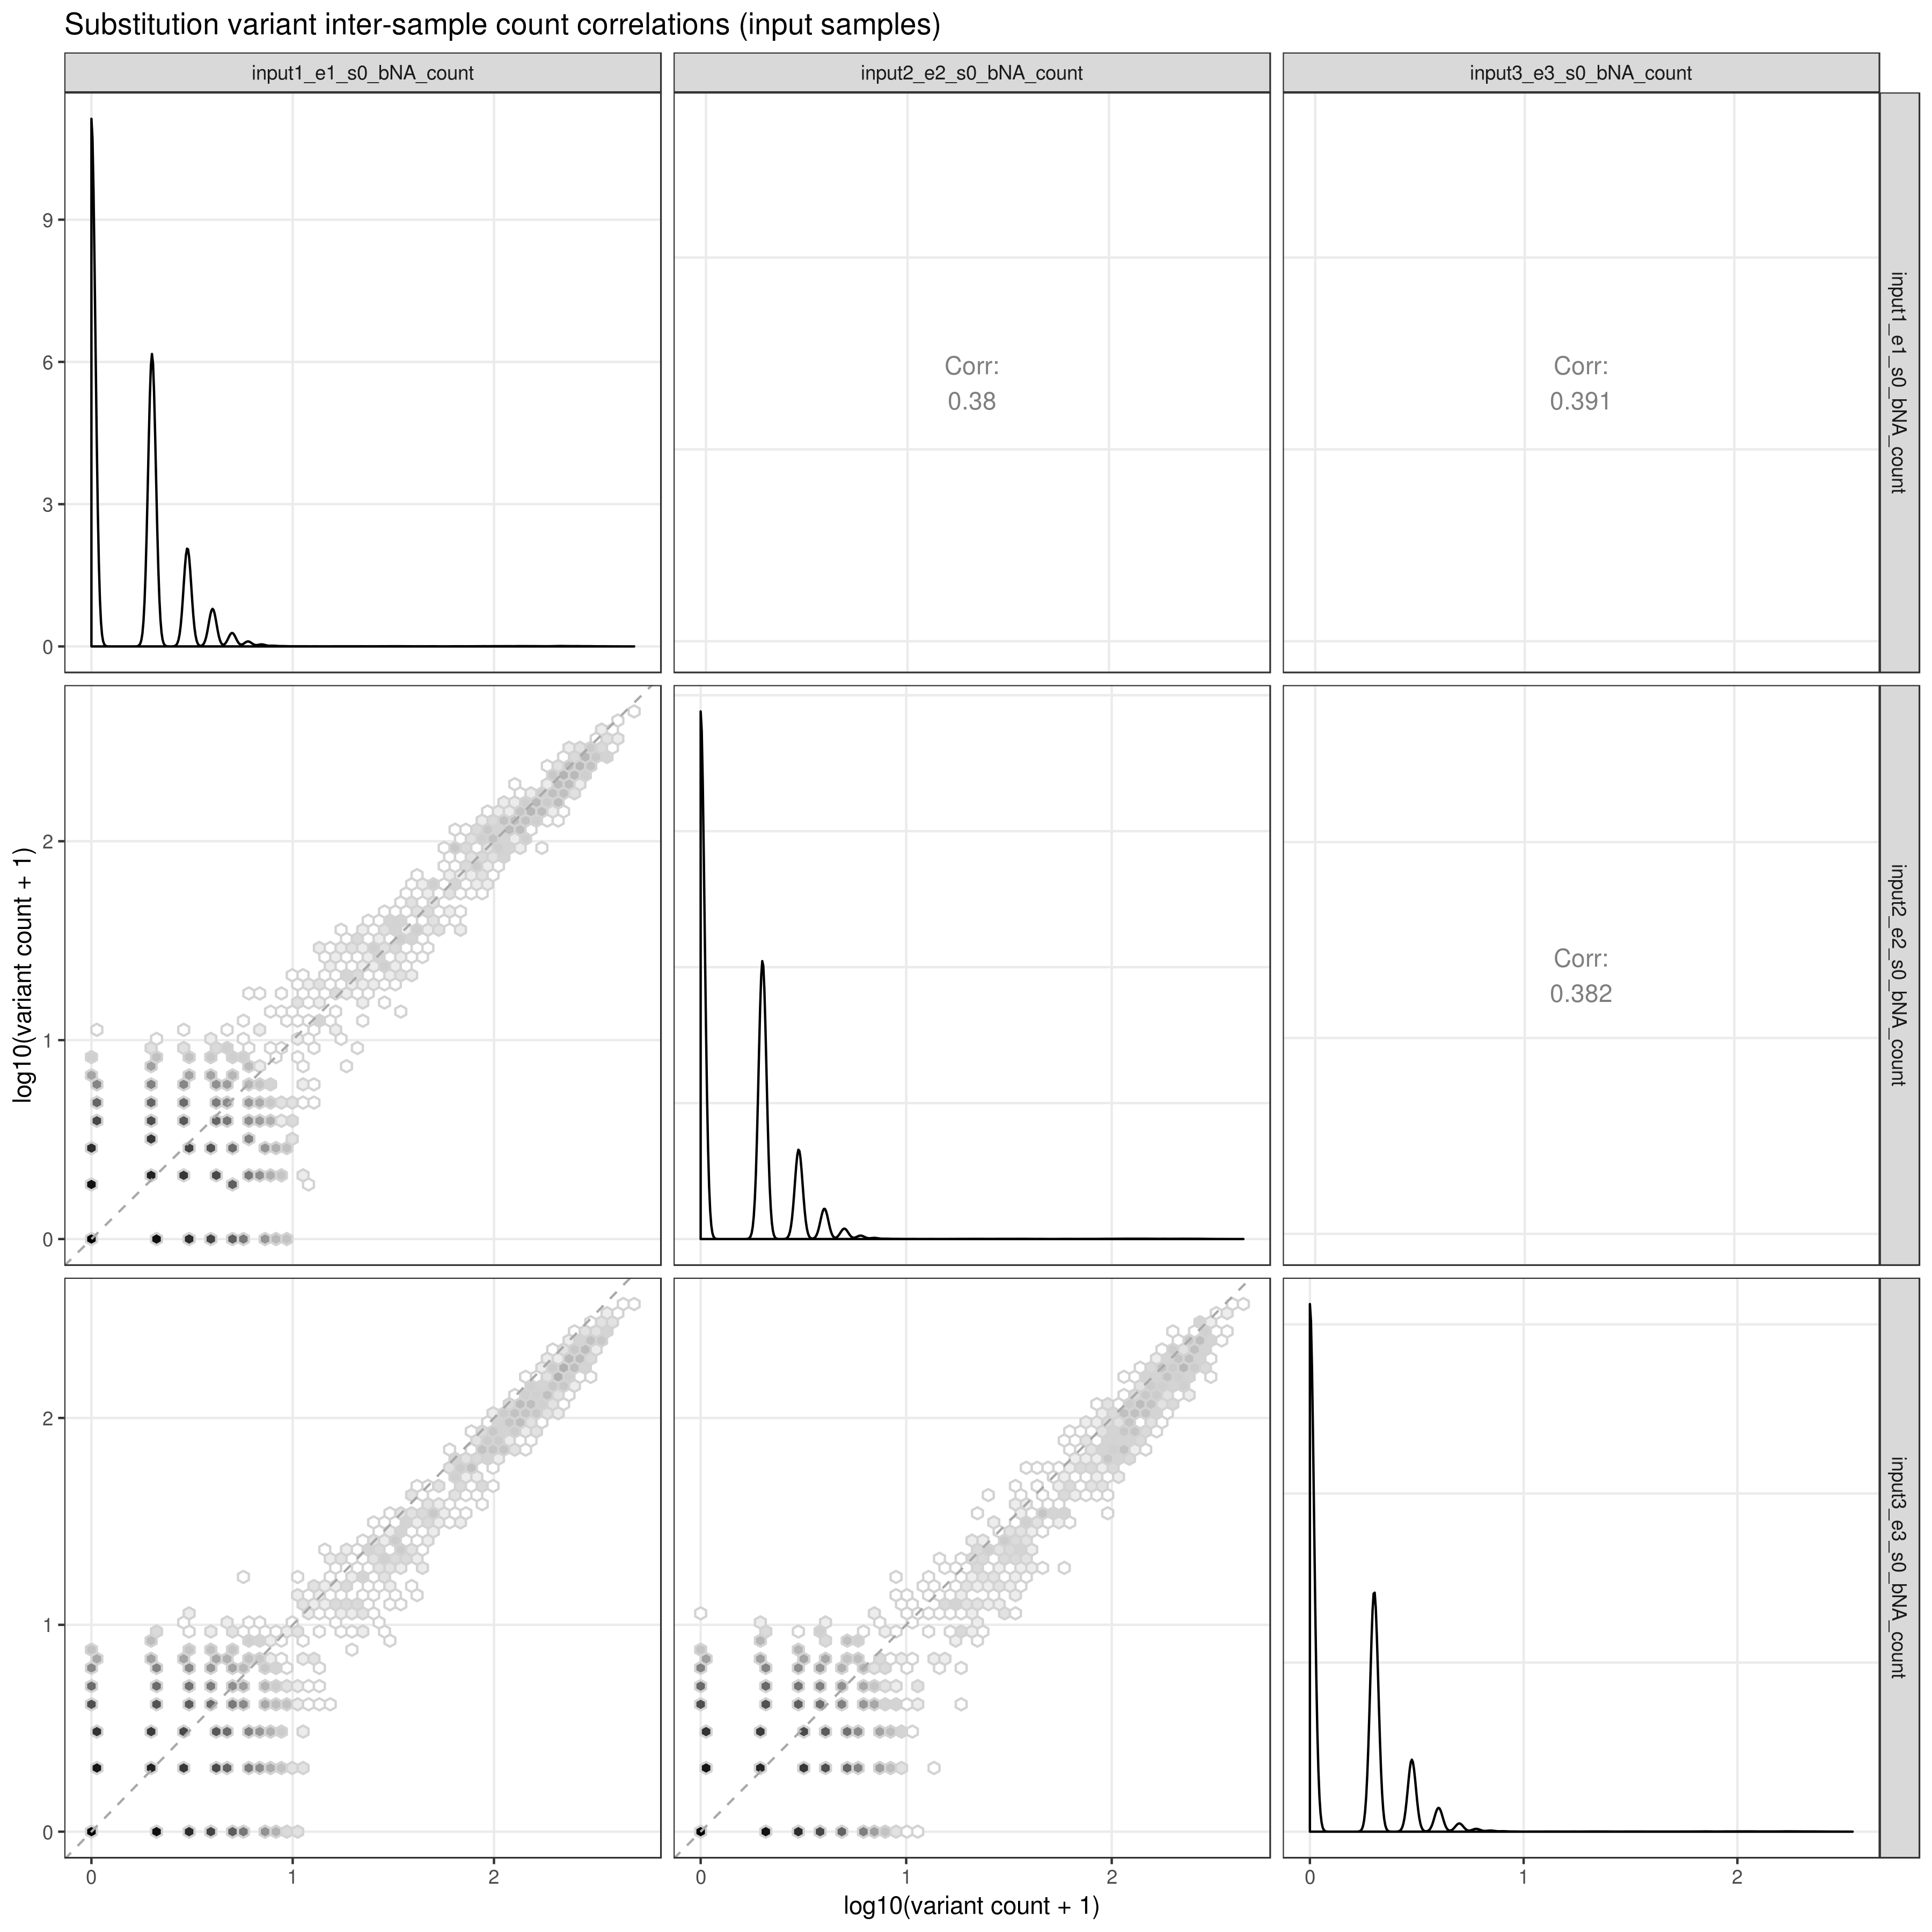 Substitution variant inter-sample count correlations (input samples)
input1_e1_s0_bNA_count
input2_e2_s0_bNA_count
input3_e3_s0_bNA_count
9
6
3
0
Corr:
0.38
Corr:
0.391
input1_e1_s0_bNA_count
log10(variant count + 1)
2
1
0
Corr:
0.382
input2_e2_s0_bNA_count
2
1
0
input3_e3_s0_bNA_count
0
1
2
0
1
2
0
1
2
log10(variant count + 1)